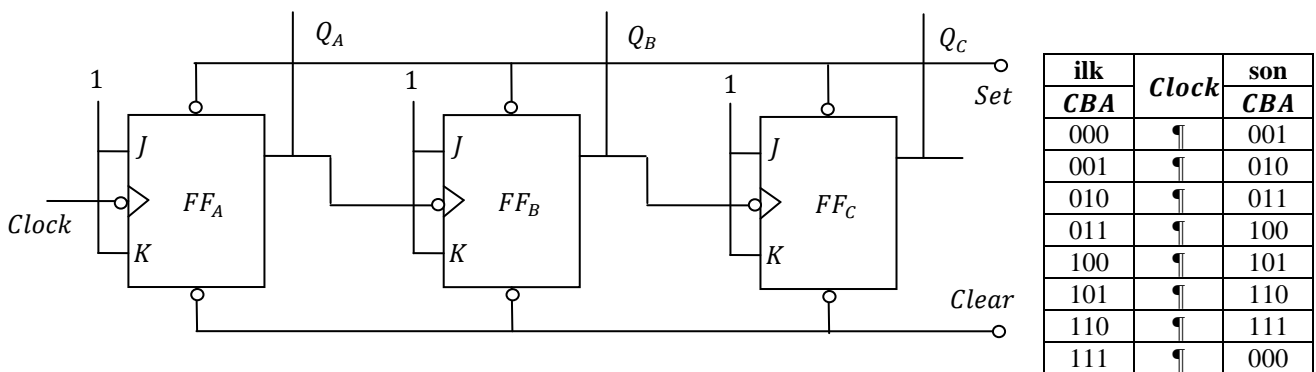 Q_A
Q_B
Q_C
1
1
1
Set
J
J
J
Clock
FF_A
FF_B
FF_C
K
K
K
Clear
ilk Clock son
CBA CBA
000 ¶ 001
001 ¶ 010
010 ¶ 011
011 ¶ 100
100 ¶ 101
101 ¶ 110
110 ¶ 111
111 ¶ 000